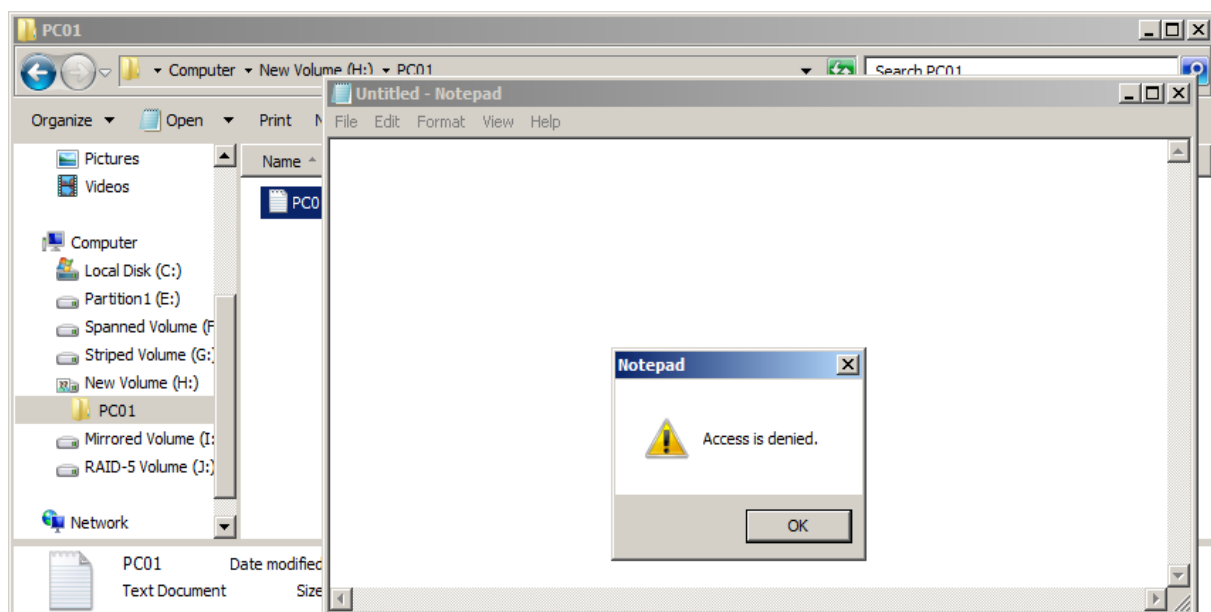 PC01
Computer New Volume (H:) PC01
Search PC01
Untitled - Notepad
Organize Open Print
File Edit Format View Help
Pictures
Videos
Name
PC0
Computer
Local Disk (C:)
Partition1 (E:)
Spanned Volume (F
Striped Volume (G:)
New Volume (H:)
PC01
Mirrored Volume (I:
RAID-5 Volume (J:)
Network
Notepad
Access is denied.
OK
PC01 Date modified
Text Document Size